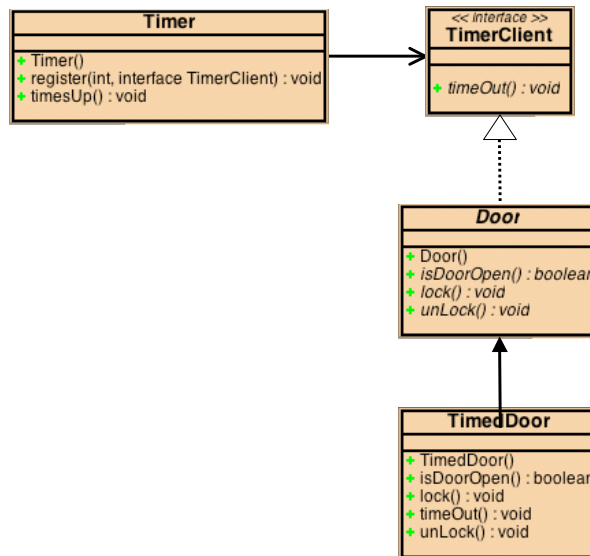 Timer
+ Timer()
+ register(int, interface TimerClient) : void
+ timesUp() : void
<< interface >>
TimerClient
+ timeOut() : void
Door
+ Door()
+ isDoorOpen() : boolean
+ lock() : void
+ unLock() : void
TimedDoor
+ TimedDoor()
+ isDoorOpen() : boolean
+ lock() : void
+ timeOut() : void
+ unLock() : void